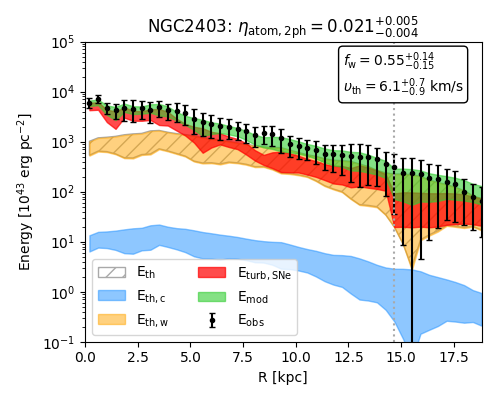 NGC2403: η_atom,2ph = 0.021^{+0.005}_{−0.004}
f_w = 0.55^{+0.14}_{−0.15}
υ_th = 6.1^{+0.7}_{−0.9} km/s
Energy [10^43 erg pc^−2]
10^5
10^4
10^3
10^2
10^1
10^0
10^−1
E_th
E_th,c
E_th,w
E_turb,SNe
E_mod
E_obs
0.0 2.5 5.0 7.5 10.0 12.5 15.0 17.5
R [kpc]